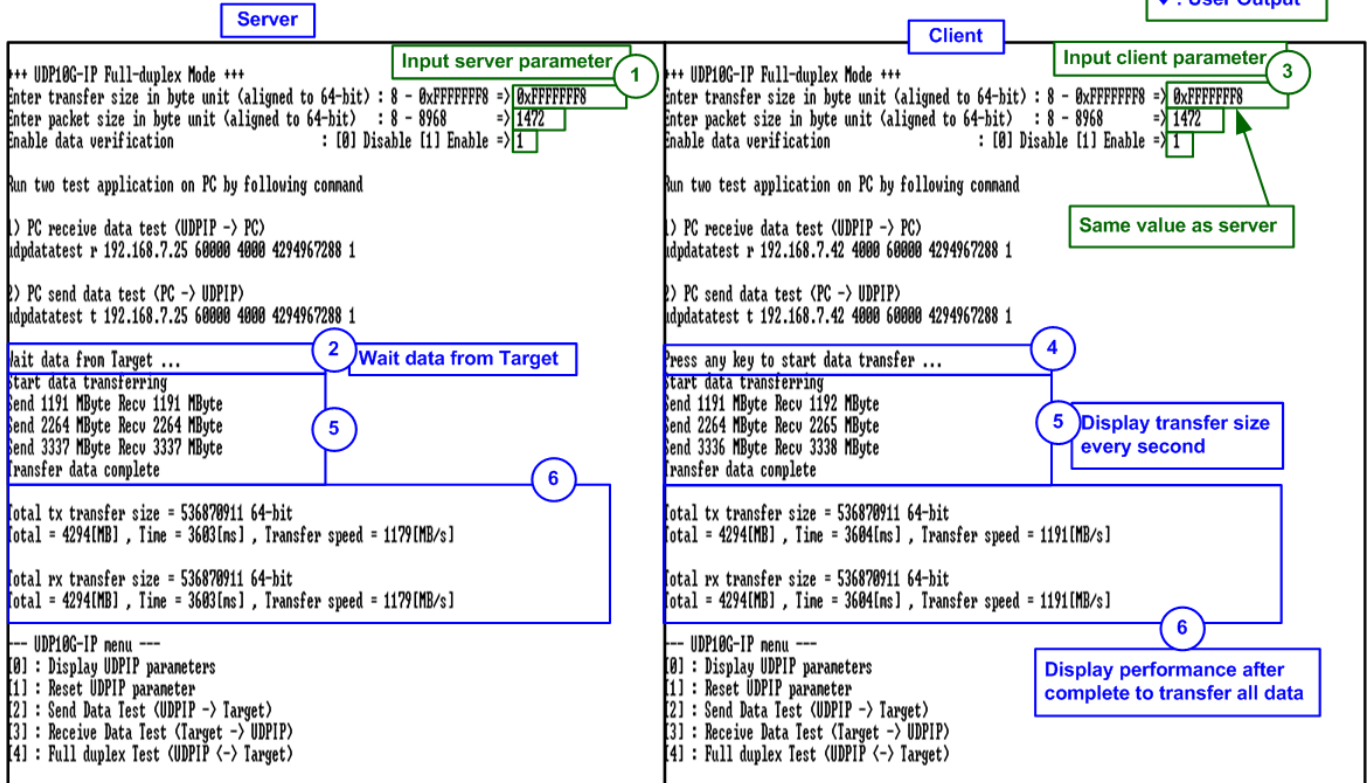 : User Output
Server
Input server parameter
1
+++ UDP10G-IP Full-duplex Mode +++
Enter transfer size in byte unit (aligned to 64-bit) : 8 - 0xFFFFFFF8 => 0xFFFFFFF8
Enter packet size in byte unit (aligned to 64-bit) : 8 - 8968 => 1472
Enable data verification : [0] Disable [1] Enable => 1
Run two test application on PC by following command
1) PC receive data test (UDPIP -> PC)
udpdatatest r 192.168.7.25 60000 4000 4294967288 1
2) PC send data test (PC -> UDPIP)
udpdatatest t 192.168.7.25 60000 4000 4294967288 1
Wait data from Target ...
2
Wait data from Target
Start data transferring
Send 1191 MByte Recv 1191 MByte
Send 2264 MByte Recv 2264 MByte
Send 3337 MByte Recv 3337 MByte
Transfer data complete
5
6
Total tx transfer size = 536870911 64-bit
Total = 4294[MB] , Time = 3603[ms] , Transfer speed = 1179[MB/s]
Total rx transfer size = 536870911 64-bit
Total = 4294[MB] , Time = 3603[ms] , Transfer speed = 1179[MB/s]
--- UDP10G-IP menu ---
[0] : Display UDPIP parameters
[1] : Reset UDPIP parameter
[2] : Send Data Test (UDPIP -> Target)
[3] : Receive Data Test (Target -> UDPIP)
[4] : Full duplex Test (UDPIP <-> Target)
Client
Input client parameter
3
+++ UDP10G-IP Full-duplex Mode +++
Enter transfer size in byte unit (aligned to 64-bit) : 8 - 0xFFFFFFF8 => 0xFFFFFFF8
Enter packet size in byte unit (aligned to 64-bit) : 8 - 8968 => 1472
Enable data verification : [0] Disable [1] Enable => 1
Same value as server
Run two test application on PC by following command
1) PC receive data test (UDPIP -> PC)
udpdatatest r 192.168.7.42 4000 60000 4294967288 1
2) PC send data test (PC -> UDPIP)
udpdatatest t 192.168.7.42 4000 60000 4294967288 1
Press any key to start data transfer ...
4
Start data transferring
Send 1191 MByte Recv 1192 MByte
Send 2264 MByte Recv 2265 MByte
Send 3336 MByte Recv 3338 MByte
Transfer data complete
5
Display transfer size
every second
Total tx transfer size = 536870911 64-bit
Total = 4294[MB] , Time = 3604[ms] , Transfer speed = 1191[MB/s]
Total rx transfer size = 536870911 64-bit
Total = 4294[MB] , Time = 3604[ms] , Transfer speed = 1191[MB/s]
6
Display performance after
complete to transfer all data
--- UDP10G-IP menu ---
[0] : Display UDPIP parameters
[1] : Reset UDPIP parameter
[2] : Send Data Test (UDPIP -> Target)
[3] : Receive Data Test (Target -> UDPIP)
[4] : Full duplex Test (UDPIP <-> Target)